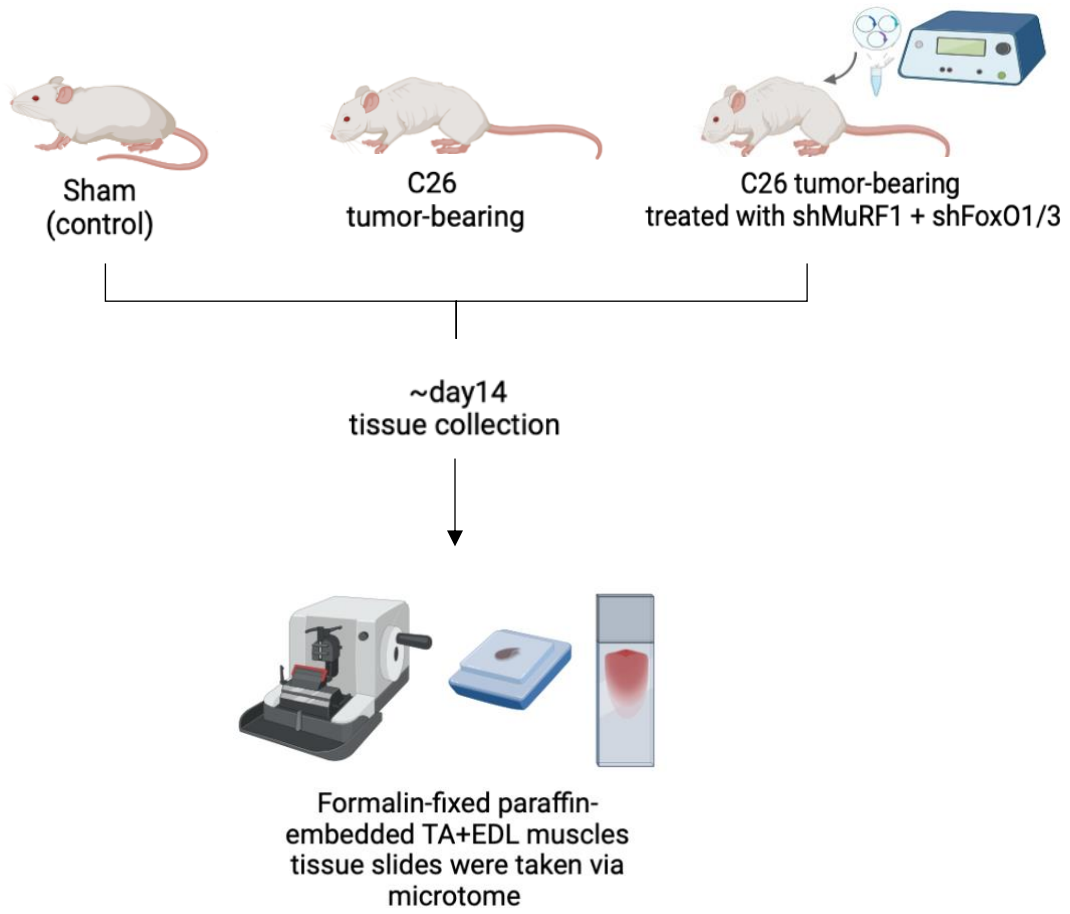 Sham
(control)
C26
tumor-bearing
C26 tumor-bearing
treated with shMuRF1 + shFoxO1/3
~day14
tissue collection
Formalin-fixed paraffin-
embedded TA+EDL muscles
tissue slides were taken via
microtome